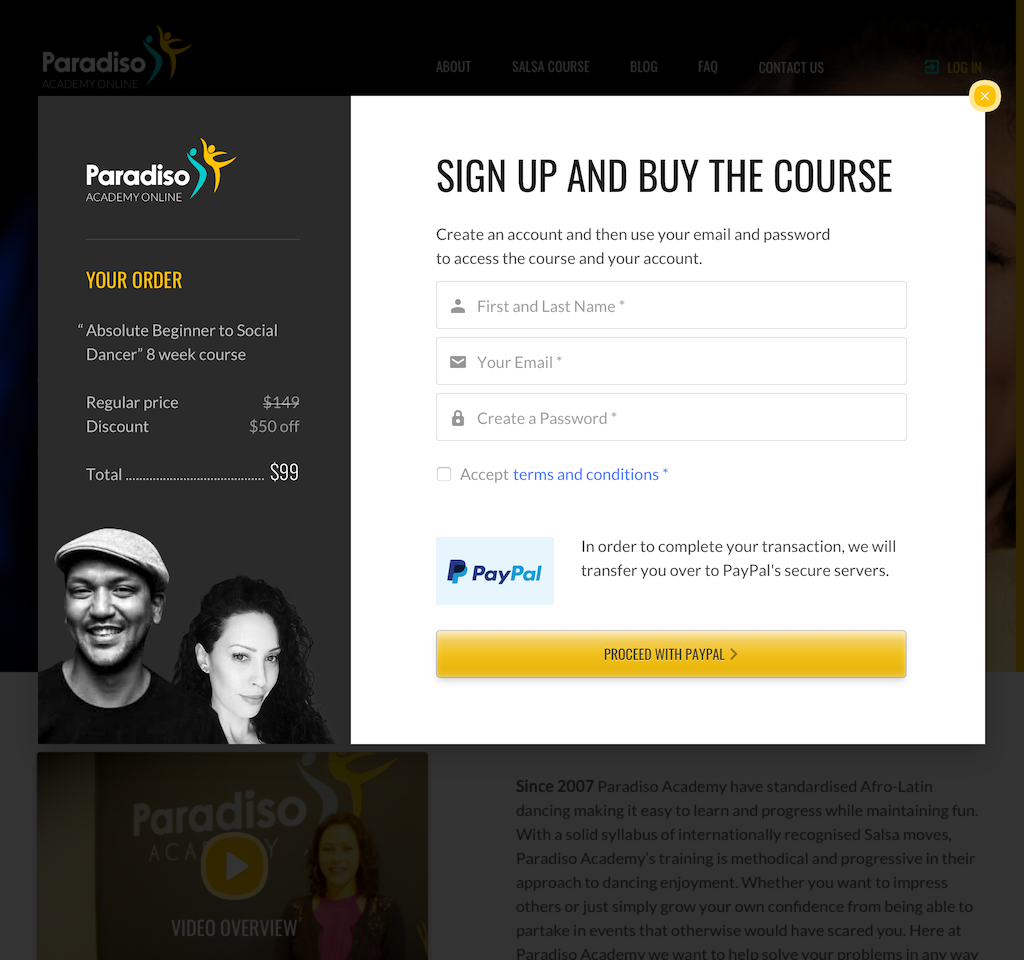 Paradiso
ACADEMY ONLINE
ABOUT
SALSA COURSE
BLOG
FAQ
CONTACT US
LOG IN
Paradiso
ACADEMY ONLINE
YOUR ORDER
“Absolute Beginner to Social
Dancer” 8 week course
Regular price $149
Discount $50 off
Total ......................................... $99
SIGN UP AND BUY THE COURSE
Create an account and then use your email and password
to access the course and your account.
First and Last Name *
Your Email *
Create a Password *
Accept terms and conditions *
PayPal
In order to complete your transaction, we will
transfer you over to PayPal's secure servers.
PROCEED WITH PAYPAL
Paradiso
ACADEMY
VIDEO OVERVIEW
Since 2007 Paradiso Academy have standardised Afro-Latin
dancing making it easy to learn and progress while maintaining fun.
With a solid syllabus of internationally recognised Salsa moves,
Paradiso Academy's training is methodical and progressive in their
approach to dancing enjoyment. Whether you want to impress
others or just simply grow your own confidence from being able to
partake in events that otherwise would have scared you. Here at
Paradiso Academy we want to help solve your problems in any way